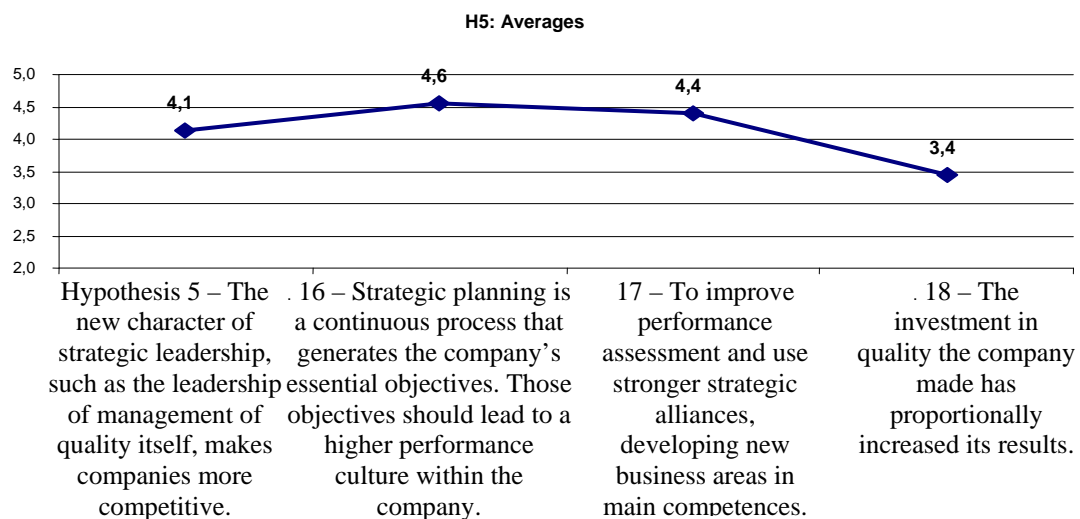 H5: Averages
5,0
4,5
4,0
3,5
3,0
2,5
2,0
4,1
4,6
4,4
3,4
Hypothesis 5 – The
new character of
strategic leadership,
such as the leadership
of management of
quality itself, makes
companies more
competitive.
. 16 – Strategic planning is
a continuous process that
generates the company’s
essential objectives. Those
objectives should lead to a
higher performance
culture within the
company.
17 – To improve
performance
assessment and use
stronger strategic
alliances,
developing new
business areas in
main competences.
. 18 – The
investment in
quality the company
made has
proportionally
increased its results.